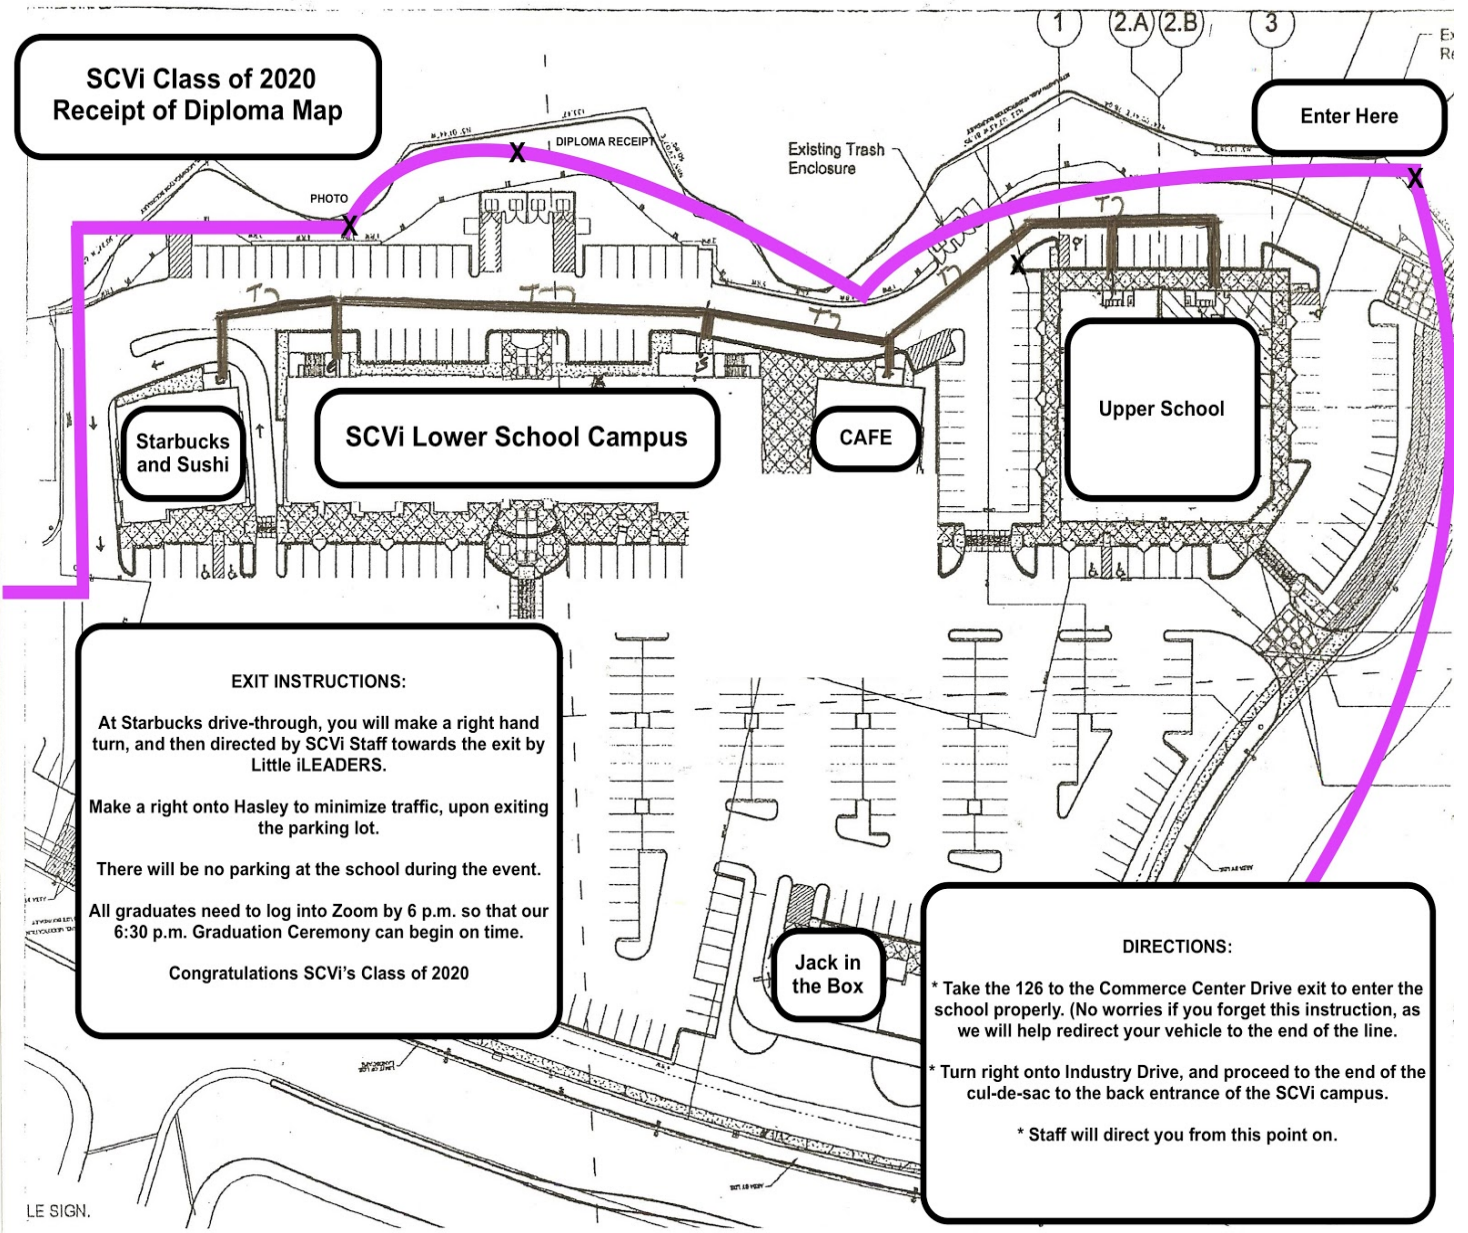 SCVi Class of 2020
Receipt of Diploma Map
1
2.A
2.B
3
Enter Here
DIPLOMA RECEIPT
Existing Trash
Enclosure
PHOTO
Upper School
Starbucks
and Sushi
SCVi Lower School Campus
CAFE
EXIT INSTRUCTIONS:
At Starbucks drive-through, you will make a right hand
turn, and then directed by SCVi Staff towards the exit by
Little iLEADERS.
Make a right onto Hasley to minimize traffic, upon exiting
the parking lot.
There will be no parking at the school during the event.
All graduates need to log into Zoom by 6 p.m. so that our
6:30 p.m. Graduation Ceremony can begin on time.
Congratulations SCVi's Class of 2020
Jack in
the Box
DIRECTIONS:
* Take the 126 to the Commerce Center Drive exit to enter the
school properly. (No worries if you forget this instruction, as
we will help redirect your vehicle to the end of the line.
* Turn right onto Industry Drive, and proceed to the end of the
cul-de-sac to the back entrance of the SCVi campus.
* Staff will direct you from this point on.
LE SIGN.